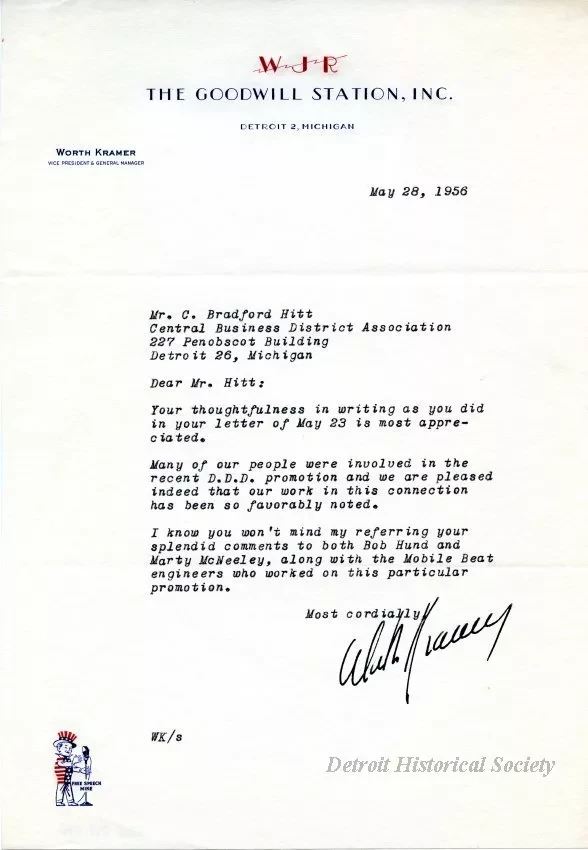 WJR
THE GOODWILL STATION, INC.
DETROIT 2, MICHIGAN
WORTH KRAMER
VICE PRESIDENT & GENERAL MANAGER
May 28, 1956
Mr. C. Bradford Hitt
Central Business District Association
227 Penobscot Building
Detroit 26, Michigan
Dear Mr. Hitt:
Your thoughtfulness in writing as you did
in your letter of May 23 is most appre-
ciated.
Many of our people were involved in the
recent D.D.D. promotion and we are pleased
indeed that our work in this connection
has been so favorably noted.
I know you won't mind my referring your
splendid comments to both Bob Hund and
Marty McNeeley, along with the Mobile Beat
engineers who worked on this particular
promotion.
Most cordially,
Worth Kramer
WK/s
FREE SPEECH
MIKE
Detroit Historical Society